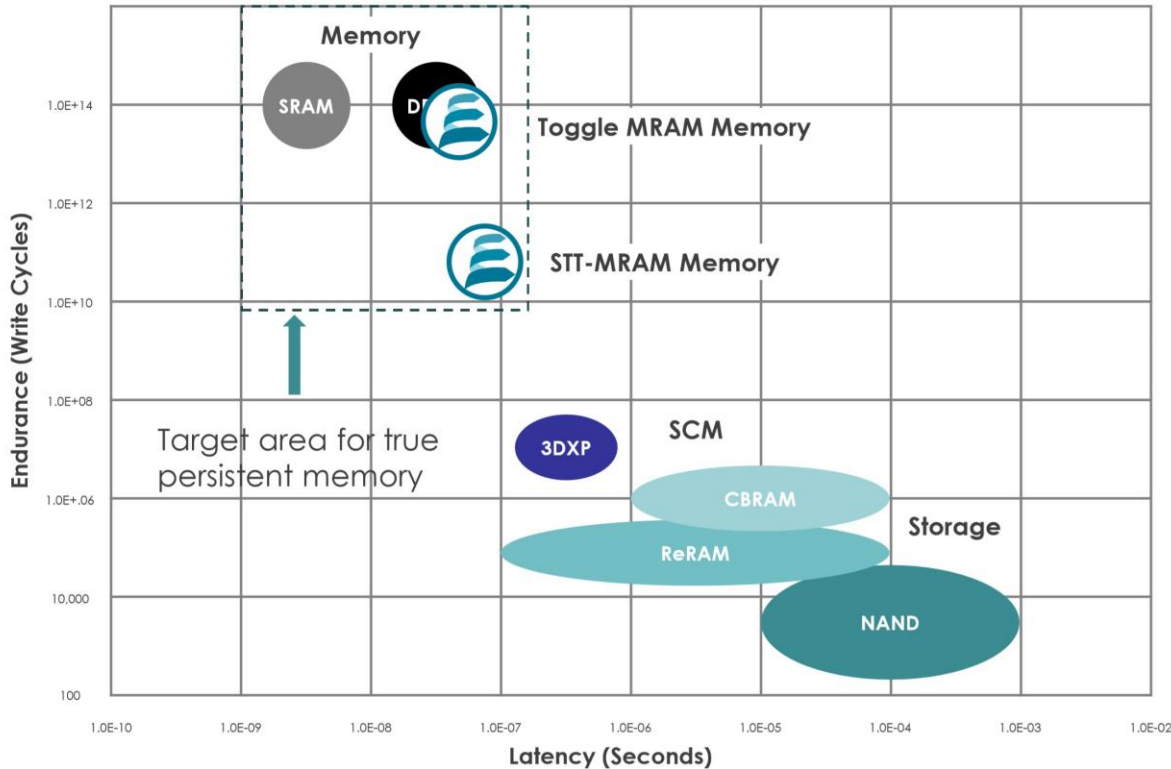 Memory
SRAM
Toggle MRAM Memory
STT-MRAM Memory
Target area for true
persistent memory
3DXP
SCM
CBRAM
ReRAM
Storage
NAND
Endurance (Write Cycles)
1.0E+14
1.0E+12
1.0E+10
1.0E+08
1.0E+.06
10,000
100
1.0E-10
1.0E-09
1.0E-08
1.0E-07
1.0E-06
1.0E-05
1.0E-04
1.0E-03
1.0E-02
Latency (Seconds)